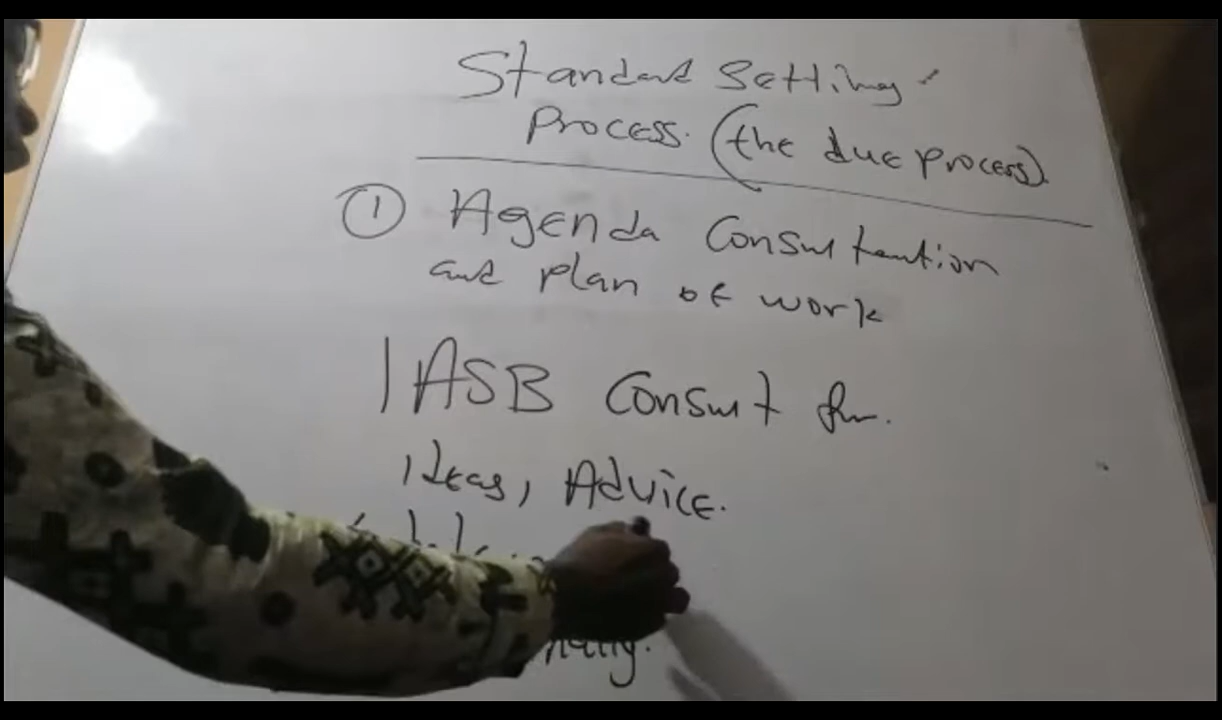 Standard Setting
Process. (the due process).
① Agenda Consultation
and plan of work
IASB Consult for.
Ideas, Advice.